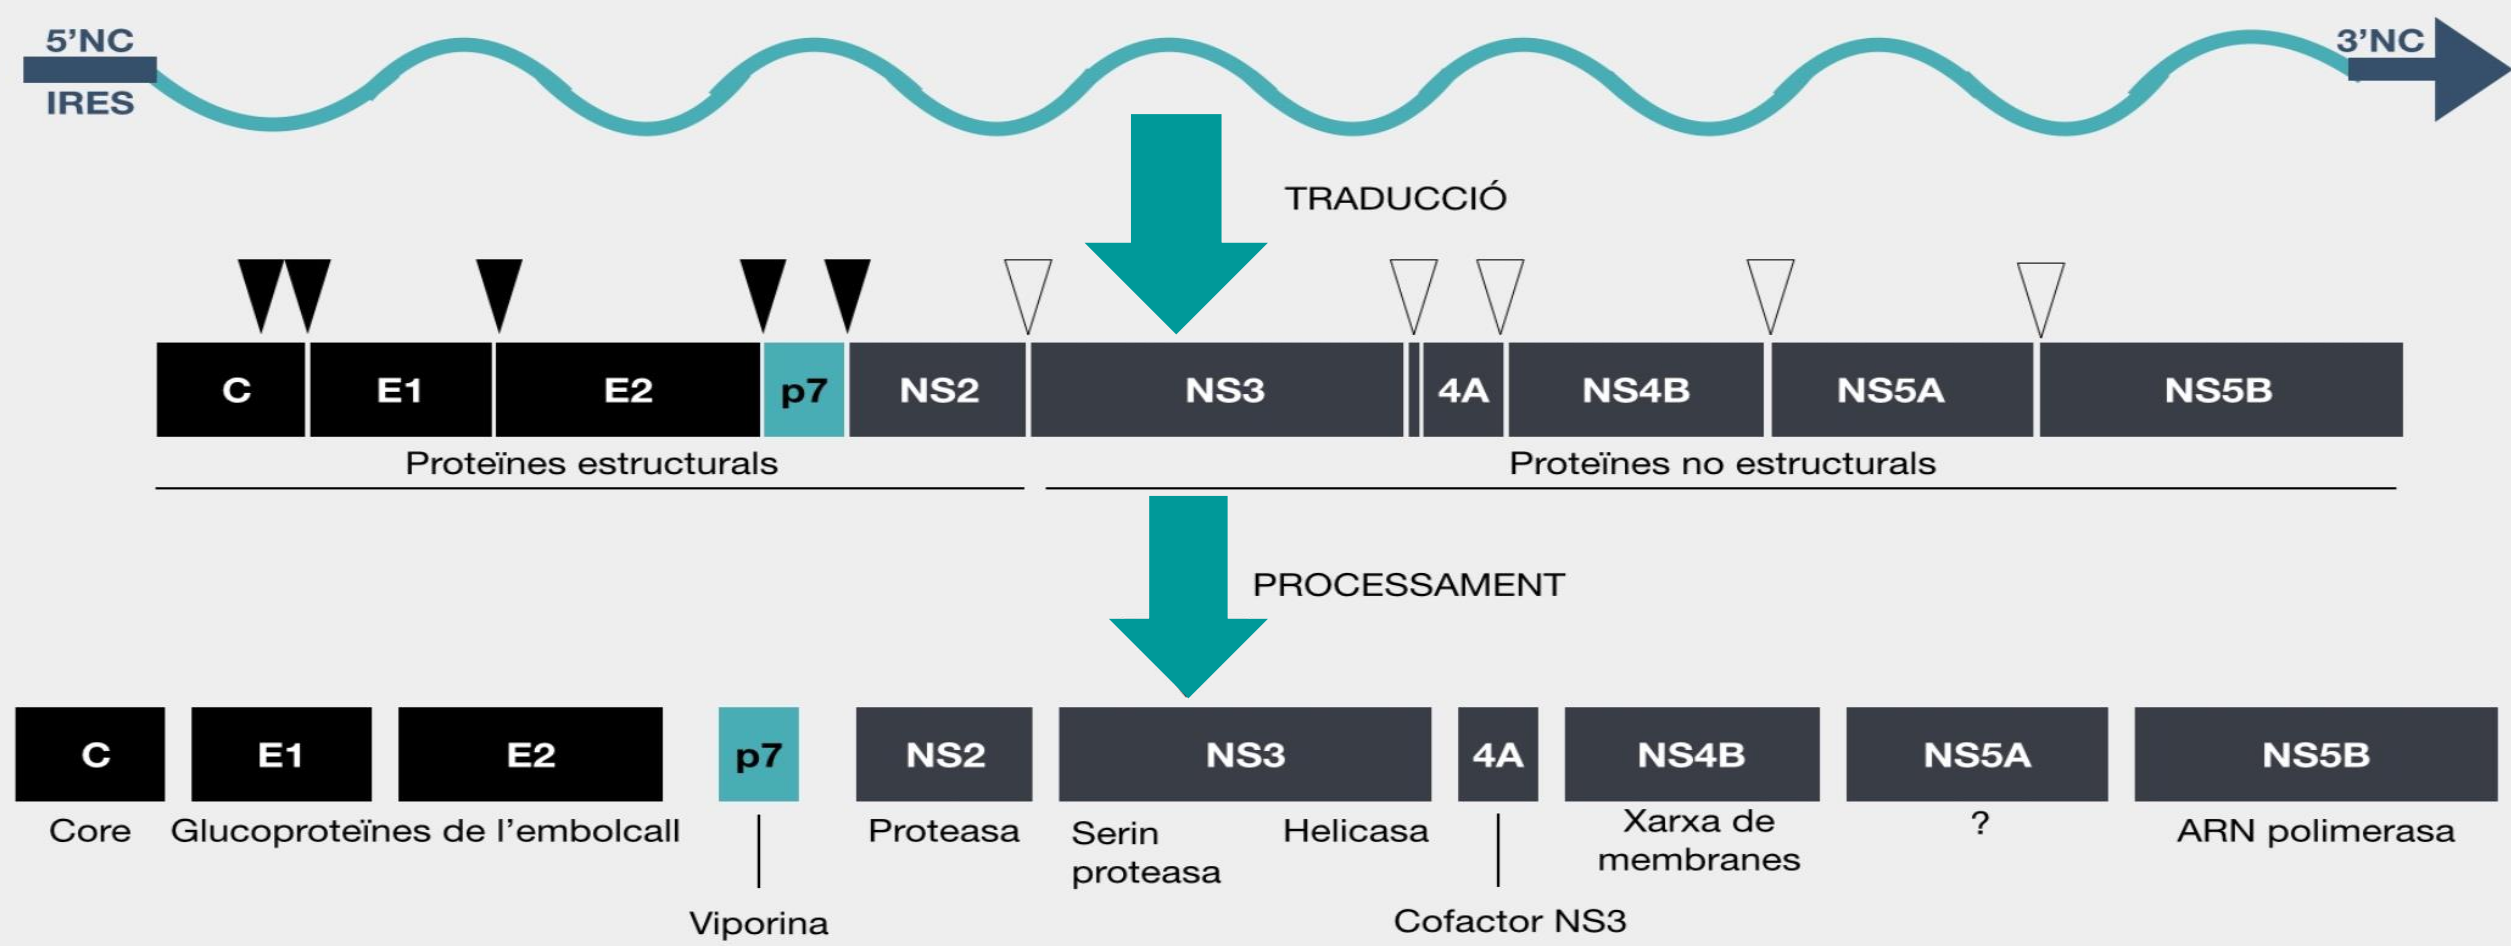 5’NC
IRES
3’NC
TRADUCCIÓ
C E1 E2 p7 NS2 NS3 4A NS4B NS5A NS5B
Proteïnes estructurals
Proteïnes no estructurals
PROCESSAMENT
C E1 E2 p7 NS2 NS3 4A NS4B NS5A NS5B
Core
Glucoproteïnes de l’embolcall
Viporina
Proteasa
Serin
proteasa
Helicasa
Cofactor NS3
Xarxa de
membranes
?
ARN polimerasa